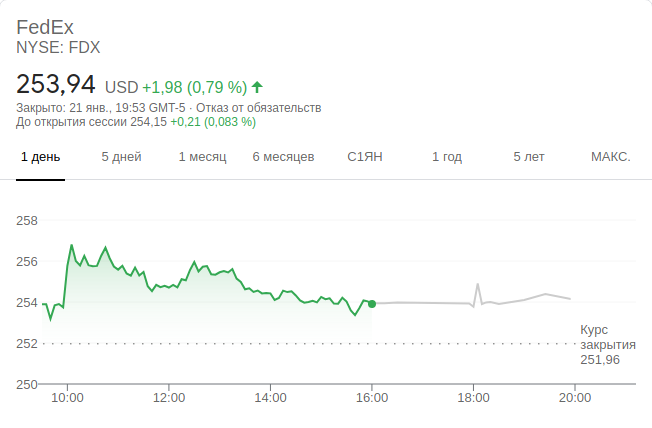 FedEx
NYSE: FDX
253,94 USD +1,98 (0,79 %)
Закрыто: 21 янв., 19:53 GMT-5 · Отказ от обязательств
До открытия сессии 254,15 +0,21 (0,083 %)
1 день 5 дней 1 месяц 6 месяцев С1ЯН 1 год 5 лет МАКС.
258
256
254
252
250
Курс
закрытия
251,96
10:00 12:00 14:00 16:00 18:00 20:00